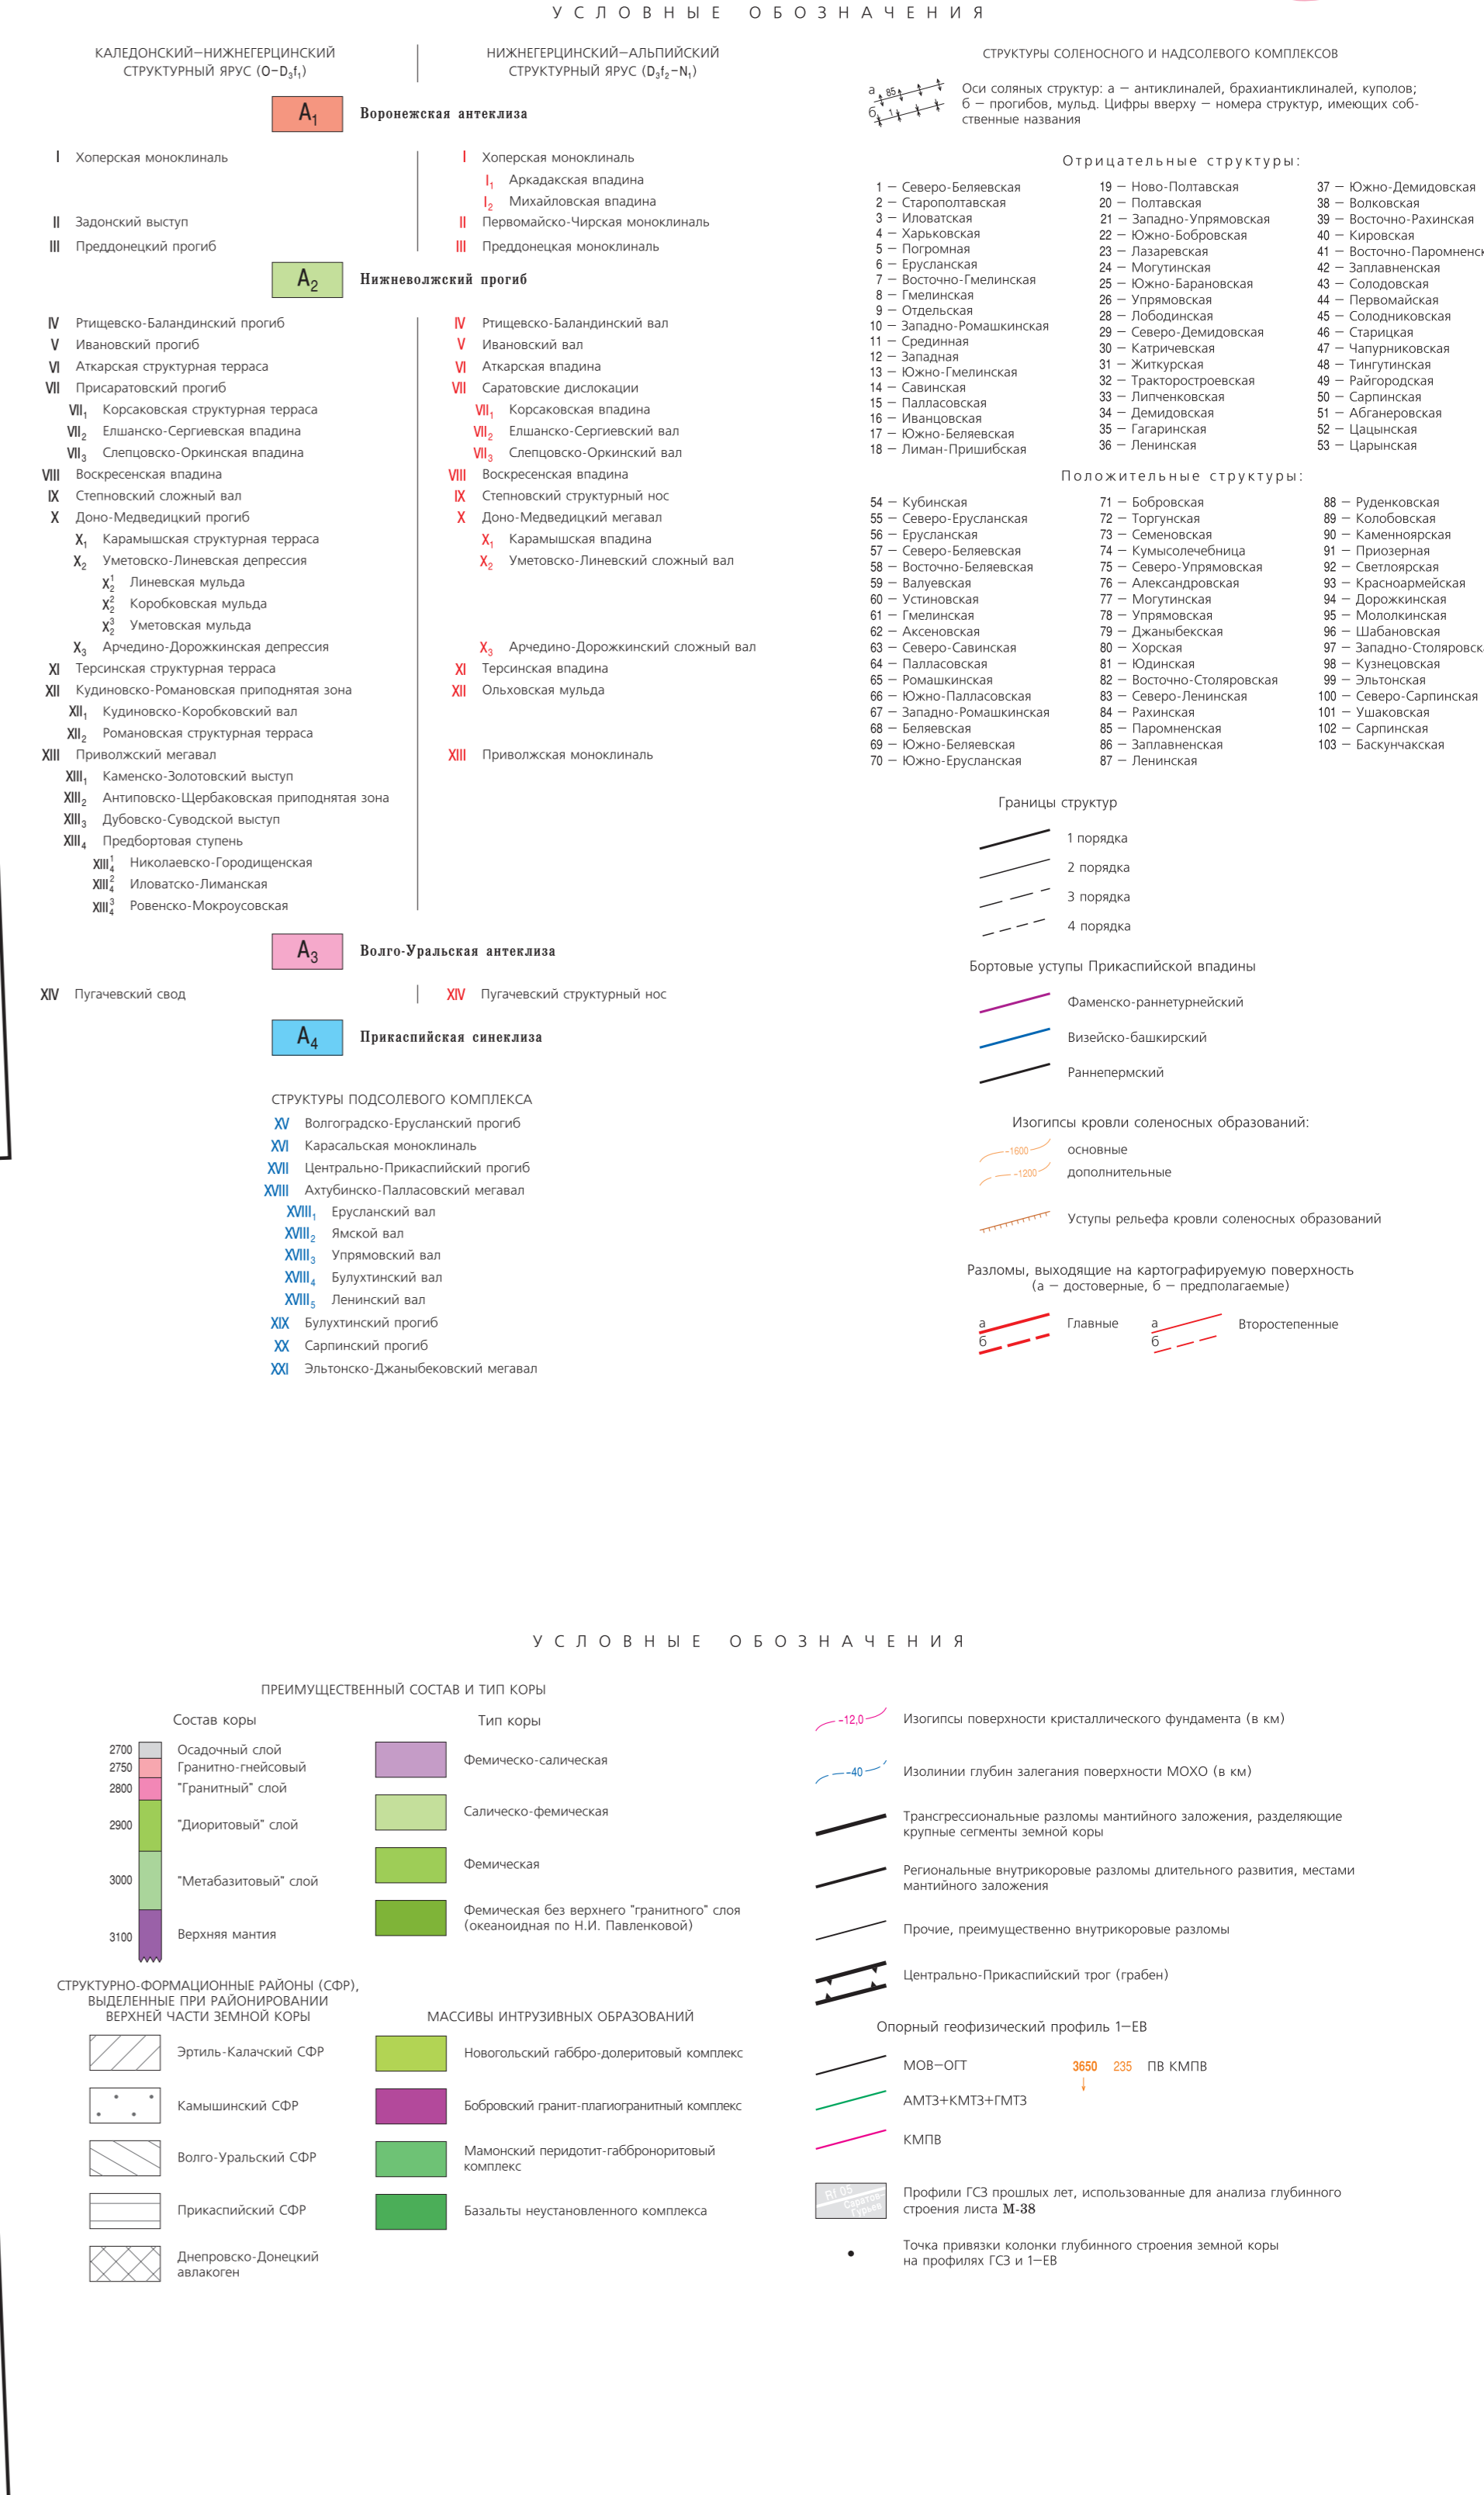 УСЛОВНЫЕ ОБОЗНАЧЕНИЯ
КАЛЕДОНСКИЙ–НИЖНЕГЕРЦИНСКИЙ
СТРУКТУРНЫЙ ЯРУС (O–D₃f₁)
НИЖНЕГЕРЦИНСКИЙ–АЛЬПИЙСКИЙ
СТРУКТУРНЫЙ ЯРУС (D₃f₂–N₁)
A₁ Воронежская антеклиза
I Хоперская моноклиналь
I Хоперская моноклиналь
I₁ Аркадакская впадина
I₂ Михайловская впадина
II Задонский выступ
II Первомайско-Чирская моноклиналь
III Преддонецкий прогиб
III Преддонецкая моноклиналь
A₂ Нижневолжский прогиб
IV Ртищевско-Баландинский прогиб
IV Ртищевско-Баландинский вал
V Ивановский прогиб
V Ивановский вал
VI Аткарская структурная терраса
VI Аткарская впадина
VII Присаратовский прогиб
VII Саратовские дислокации
VII₁ Корсаковская структурная терраса
VII₁ Корсаковская впадина
VII₂ Елшанско-Сергиевская впадина
VII₂ Елшанско-Сергиевский вал
VII₃ Слепцовско-Оркинская впадина
VII₃ Слепцовско-Оркинский вал
VIII Воскресенская впадина
VIII Воскресенская впадина
IX Степновский сложный вал
IX Степновский структурный нос
X Доно-Медведицкий прогиб
X Доно-Медведицкий мегавал
X₁ Карамышская структурная терраса
X₁ Карамышская впадина
X₂ Уметовско-Линевская депрессия
X₂ Уметовско-Линевский сложный вал
X₂¹ Линевская мульда
X₂² Коробковская мульда
X₂³ Уметовская мульда
X₃ Арчедино-Дорожкинская депрессия
X₃ Арчедино-Дорожкинский сложный вал
XI Терсинская структурная терраса
XI Терсинская впадина
XII Кудиновско-Романовская приподнятая зона
XII Ольховская мульда
XII₁ Кудиновско-Коробковский вал
XII₂ Романовская структурная терраса
XIII Приволжский мегавал
XIII Приволжская моноклиналь
XIII₁ Каменско-Золотовский выступ
XIII₂ Антиповско-Щербаковская приподнятая зона
XIII₃ Дубовско-Суводской выступ
XIII₄ Предбортовая ступень
XIII₄¹ Николаевско-Городищенская
XIII₄² Иловатско-Лиманская
XIII₄³ Ровенско-Мокроусовская
A₃ Волго-Уральская антеклиза
XIV Пугачевский свод
XIV Пугачевский структурный нос
A₄ Прикаспийская синеклиза
СТРУКТУРЫ ПОДСОЛЕВОГО КОМПЛЕКСА
XV Волгоградско-Ерусланский прогиб
XVI Карасальская моноклиналь
XVII Центрально-Прикаспийский прогиб
XVIII Ахтубинско-Палласовский мегавал
XVIII₁ Ерусланский вал
XVIII₂ Ямской вал
XVIII₃ Упрямовский вал
XVIII₄ Булухтинский вал
XVIII₅ Ленинский вал
XIX Булухтинский прогиб
XX Сарпинский прогиб
XXI Эльтонско-Джаныбековский мегавал
СТРУКТУРЫ СОЛЕНОСНОГО И НАДСОЛЕВОГО КОМПЛЕКСОВ
а 85
б 1
Оси соляных структур: а – антиклиналей, брахиантиклиналей, куполов;
б – прогибов, мульд. Цифры вверху – номера структур, имеющих соб-
ственные названия
Отрицательные структуры:
1 – Северо-Беляевская
2 – Старополтавская
3 – Иловатская
4 – Харьковская
5 – Погромная
6 – Ерусланская
7 – Восточно-Гмелинская
8 – Гмелинская
9 – Отдельская
10 – Западно-Ромашкинская
11 – Срединная
12 – Западная
13 – Южно-Гмелинская
14 – Савинская
15 – Палласовская
16 – Иванцовская
17 – Южно-Беляевская
18 – Лиман-Пришибская
19 – Ново-Полтавская
20 – Полтавская
21 – Западно-Упрямовская
22 – Южно-Бобровская
23 – Лазаревская
24 – Могутинская
25 – Южно-Барановская
26 – Упрямовская
28 – Лободинская
29 – Северо-Демидовская
30 – Катричевская
31 – Житкурская
32 – Тракторостроевская
33 – Липченковская
34 – Демидовская
35 – Гагаринская
36 – Ленинская
37 – Южно-Демидовская
38 – Волковская
39 – Восточно-Рахинская
40 – Кировская
41 – Восточно-Паромненск
42 – Заплавненская
43 – Солодовская
44 – Первомайская
45 – Солодниковская
46 – Старицкая
47 – Чапурниковская
48 – Тингутинская
49 – Райгородская
50 – Сарпинская
51 – Абганеровская
52 – Цацынская
53 – Царынская
Положительные структуры:
54 – Кубинская
55 – Северо-Ерусланская
56 – Ерусланская
57 – Северо-Беляевская
58 – Восточно-Беляевская
59 – Валуевская
60 – Устиновская
61 – Гмелинская
62 – Аксеновская
63 – Северо-Савинская
64 – Палласовская
65 – Ромашкинская
66 – Южно-Палласовская
67 – Западно-Ромашкинская
68 – Беляевская
69 – Южно-Беляевская
70 – Южно-Ерусланская
71 – Бобровская
72 – Торгунская
73 – Семеновская
74 – Кумысолечебница
75 – Северо-Упрямовская
76 – Александровская
77 – Могутинская
78 – Упрямовская
79 – Джаныбекская
80 – Хорская
81 – Юдинская
82 – Восточно-Столяровская
83 – Северо-Ленинская
84 – Рахинская
85 – Паромненская
86 – Заплавненская
87 – Ленинская
88 – Руденковская
89 – Колобовская
90 – Каменноярская
91 – Приозерная
92 – Светлоярская
93 – Красноармейская
94 – Дорожкинская
95 – Мололкинская
96 – Шабановская
97 – Западно-Столяровск
98 – Кузнецовская
99 – Эльтонская
100 – Северо-Сарпинская
101 – Ушаковская
102 – Сарпинская
103 – Баскунчакская
Границы структур
1 порядка
2 порядка
3 порядка
4 порядка
Бортовые уступы Прикаспийской впадины
Фаменско-раннетурнейский
Визейско-башкирский
Раннепермский
Изогипсы кровли соленосных образований:
-1600 основные
-1200 дополнительные
Уступы рельефа кровли соленосных образований
Разломы, выходящие на картографируемую поверхность
(а – достоверные, б – предполагаемые)
а
б
Главные
а
б
Второстепенные
УСЛОВНЫЕ ОБОЗНАЧЕНИЯ
ПРЕИМУЩЕСТВЕННЫЙ СОСТАВ И ТИП КОРЫ
Состав коры
2700 Осадочный слой
2750 Гранитно-гнейсовый
2800 "Гранитный" слой
2900 "Диоритовый" слой
3000 "Метабазитовый" слой
3100 Верхняя мантия
Тип коры
Фемическо-салическая
Салическо-фемическая
Фемическая
Фемическая без верхнего "гранитного" слоя
(океаноидная по Н.И. Павленковой)
СТРУКТУРНО-ФОРМАЦИОННЫЕ РАЙОНЫ (СФР),
ВЫДЕЛЕННЫЕ ПРИ РАЙОНИРОВАНИИ
ВЕРХНЕЙ ЧАСТИ ЗЕМНОЙ КОРЫ
Эртиль-Калачский СФР
Камышинский СФР
Волго-Уральский СФР
Прикаспийский СФР
Днепровско-Донецкий
авлакоген
МАССИВЫ ИНТРУЗИВНЫХ ОБРАЗОВАНИЙ
Новогольский габбро-долеритовый комплекс
Бобровский гранит-плагиогранитный комплекс
Мамонский перидотит-габброноритовый
комплекс
Базальты неустановленного комплекса
-12,0 Изогипсы поверхности кристаллического фундамента (в км)
-40 Изолинии глубин залегания поверхности МОХО (в км)
Трансгрессиональные разломы мантийного заложения, разделяющие
крупные сегменты земной коры
Региональные внутрикоровые разломы длительного развития, местами
мантийного заложения
Прочие, преимущественно внутрикоровые разломы
Центрально-Прикаспийский трог (грабен)
Опорный геофизический профиль 1–ЕВ
МОВ–ОГТ
3650 235 ПВ КМПВ
АМТЗ+КМТЗ+ГМТЗ
КМПВ
Rf 05
Саратов-
Гурьев
Профили ГСЗ прошлых лет, использованные для анализа глубинного
строения листа М-38
Точка привязки колонки глубинного строения земной коры
на профилях ГСЗ и 1–ЕВ